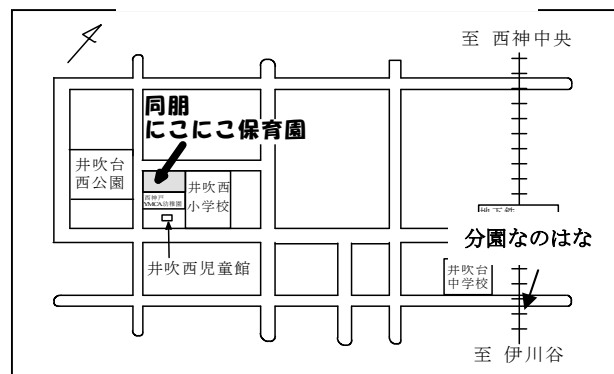 至 西神中央
同朋
にこにこ保育園
井吹台
西公園
西神戸
YMCA幼稚園
井吹西
小学校
地下鉄
分園なのはな
井吹西児童館
井吹台
中学校
至 伊川谷